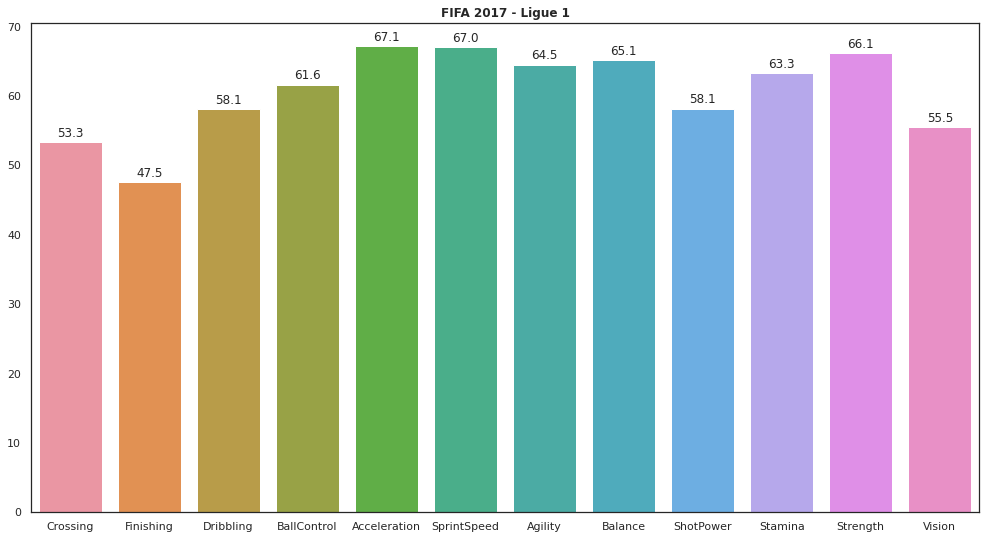 FIFA 2017 - Ligue 1
70
60
50
40
30
20
10
0
53.3
47.5
58.1
61.6
67.1
67.0
64.5
65.1
58.1
63.3
66.1
55.5
Crossing
Finishing
Dribbling
BallControl
Acceleration
SprintSpeed
Agility
Balance
ShotPower
Stamina
Strength
Vision